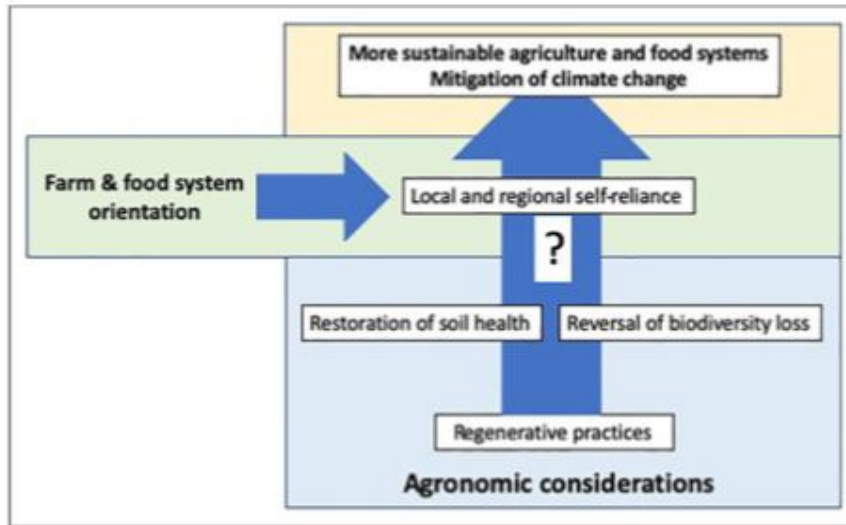 More sustainable agriculture and food systems
Mitigation of climate change
Farm & food system
orientation
Local and regional self-reliance
?
Restoration of soil health
Reversal of biodiversity loss
Regenerative practices
Agronomic considerations